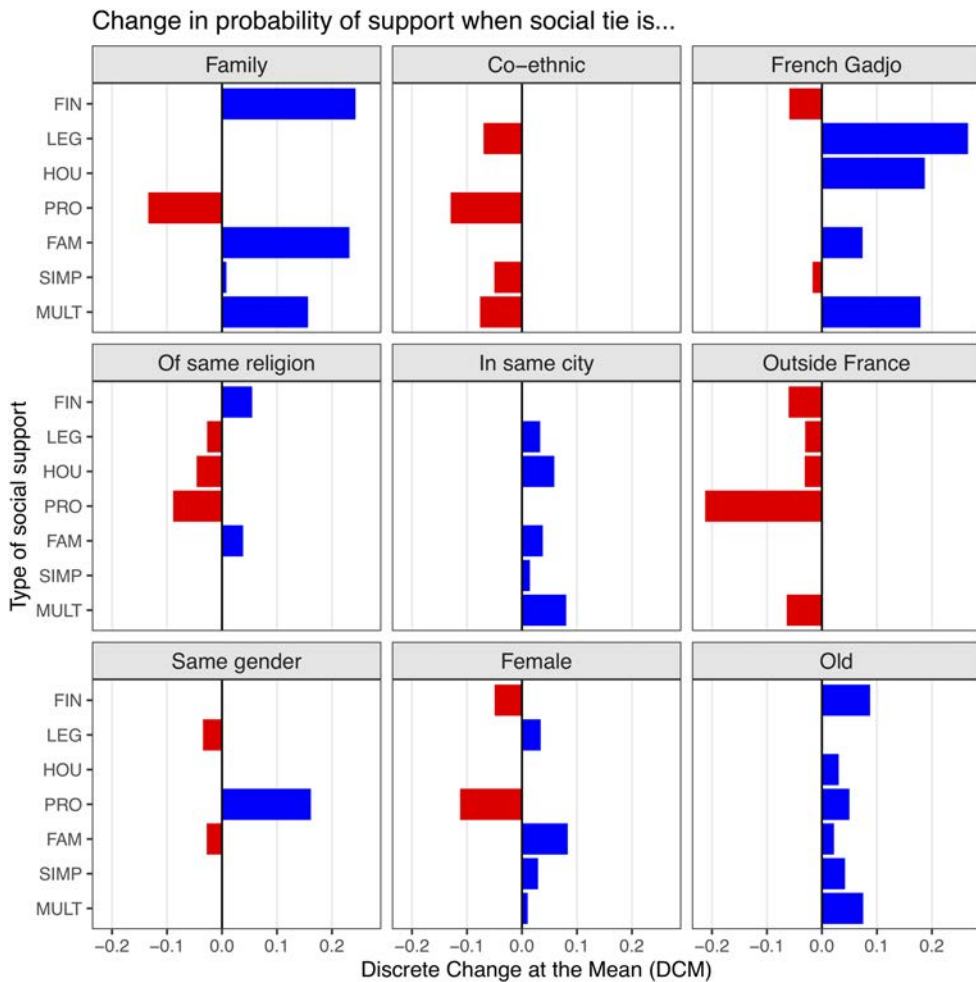 Change in probability of support when social tie is...
Family
Co−ethnic
French Gadjo
FIN
LEG
HOU
PRO
FAM
SIMP
MULT
Of same religion
In same city
Outside France
Type of social support
FIN
LEG
HOU
PRO
FAM
SIMP
MULT
Same gender
Female
Old
FIN
LEG
HOU
PRO
FAM
SIMP
MULT
−0.2 −0.1 0.0 0.1 0.2 −0.2 −0.1 0.0 0.1 0.2 −0.2 −0.1 0.0 0.1 0.2
Discrete Change at the Mean (DCM)